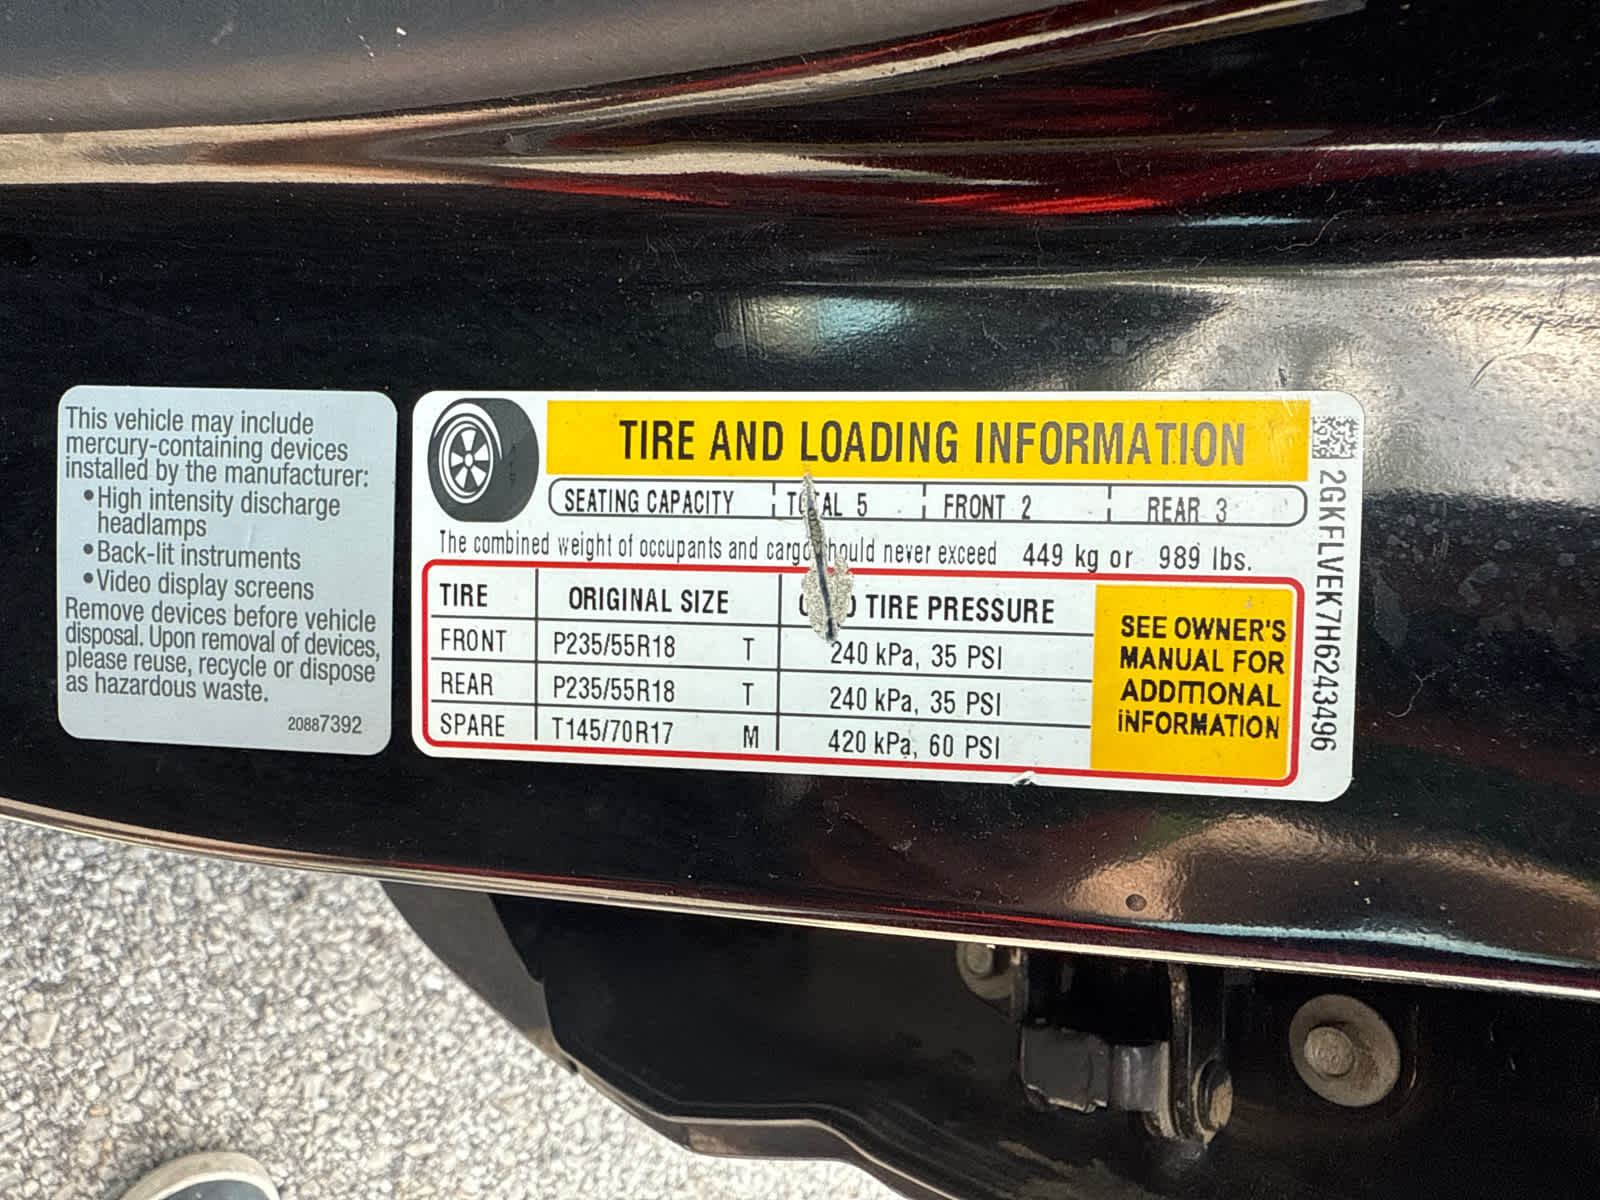 This vehicle may include
mercury-containing devices
installed by the manufacturer:
•High intensity discharge
headlamps
•Back-lit instruments
•Video display screens
Remove devices before vehicle
disposal. Upon removal of devices,
please reuse, recycle or dispose
as hazardous waste.
20887392
TIRE AND LOADING INFORMATION
SEATING CAPACITY TOTAL 5 FRONT 2 REAR 3
The combined weight of occupants and cargo should never exceed 449 kg or 989 lbs.
TIRE ORIGINAL SIZE COLD TIRE PRESSURE
FRONT P235/55R18 T 240 kPa, 35 PSI
REAR P235/55R18 T 240 kPa, 35 PSI
SPARE T145/70R17 M 420 kPa, 60 PSI
SEE OWNER'S
MANUAL FOR
ADDITIONAL
INFORMATION
2GKFLVEK7H6243496